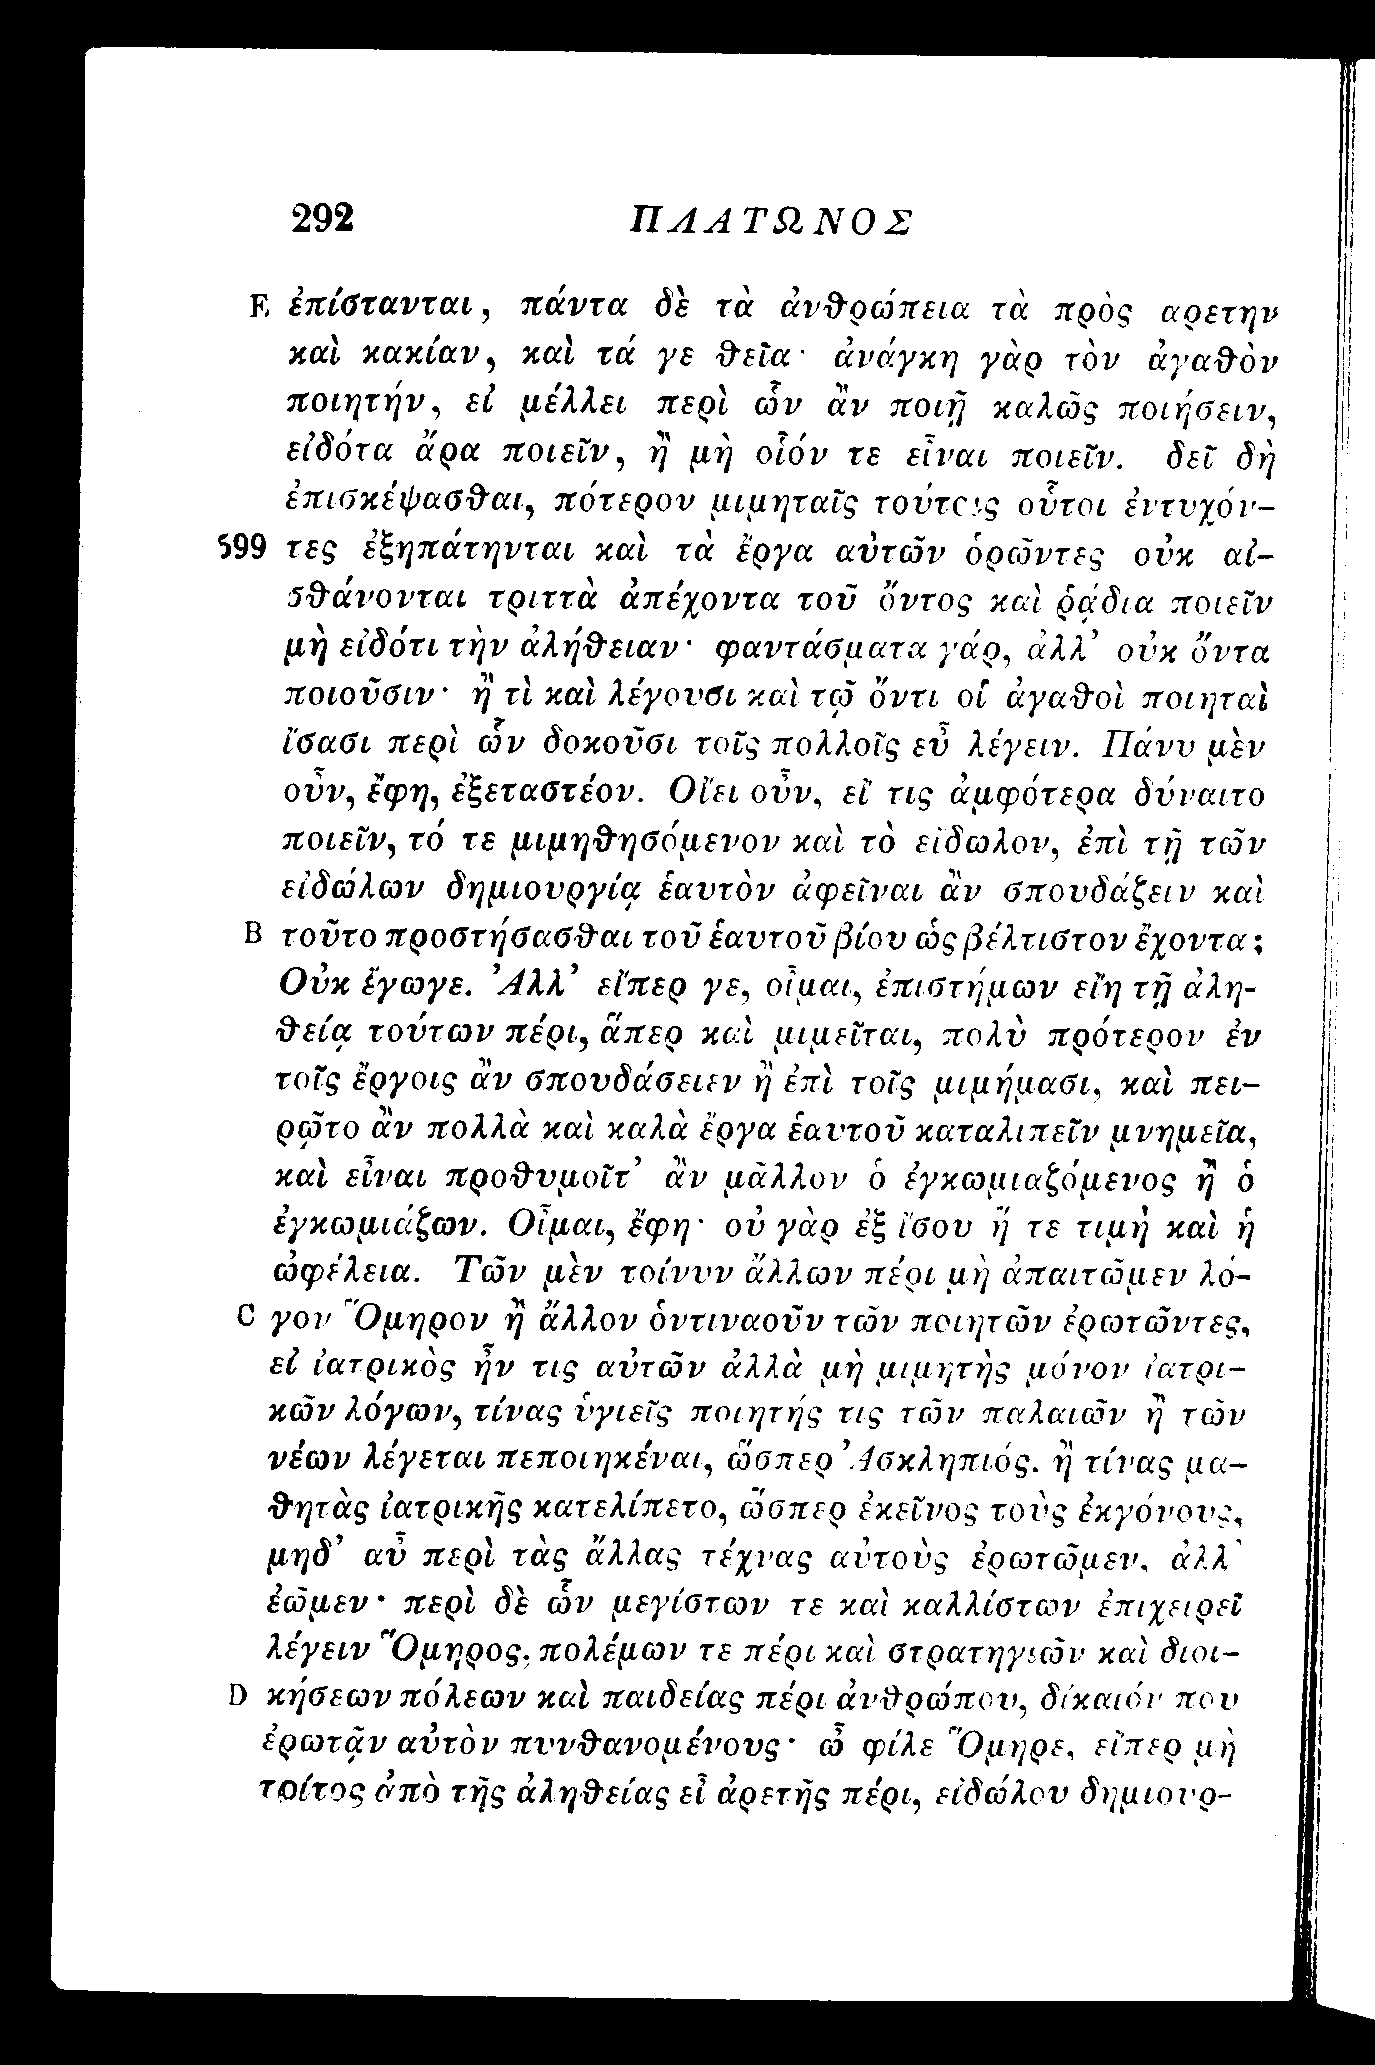 292 ΠΛΑΤΩΝΟΣ
E ἐπίστανται, πάντα δὲ τὰ ἀνθρώπεια τὰ πρὸς αρετην
καὶ κακίαν, καὶ τά γε θεῖα· ἀνάγκη γὰρ τὸν ἀγαθὸν
ποιητήν, εἰ μέλλει περὶ ὧν ἂν ποιῇ καλῶς ποιήσειν,
εἰδότα ἄρα ποιεῖν, ἢ μὴ οἷόν τε εἶναι ποιεῖν. δεῖ δὴ
ἐπισκέψασθαι, πότερον μιμηταῖς τούτοις οὗτοι ἐντυχόν-
599 τες ἐξηπάτηνται καὶ τὰ ἔργα αὐτῶν ὁρῶντες οὐκ αἰ-
σθάνονται τριττὰ ἀπέχοντα τοῦ ὄντος καὶ ῥᾴδια ποιεῖν
μὴ εἰδότι τὴν ἀλήθειαν· φαντάσματα γάρ, ἀλλ’ οὐκ ὄντα
ποιοῦσιν· ἤ τὶ καὶ λέγουσι καὶ τῷ ὄντι οἱ ἀγαθοὶ ποιηταὶ
ἴσασι περὶ ὧν δοκοῦσι τοῖς πολλοῖς εὖ λέγειν. Πάνυ μὲν
οὖν, ἔφη, ἐξεταστέον. Οἴει οὖν, εἴ τις ἀμφότερα δύναιτο
ποιεῖν, τό τε μιμηθησόμενον καὶ τὸ εἴδωλον, ἐπὶ τῇ τῶν
εἰδώλων δημιουργίᾳ ἑαυτὸν ἀφεῖναι ἂν σπουδάζειν καὶ
B τοῦτο προστήσασθαι τοῦ ἑαυτοῦ βίου ὡς βέλτιστον ἔχοντα;
Οὐκ ἔγωγε. Ἀλλ’ εἴπερ γε, οἶμαι, ἐπιστήμων εἴη τῇ ἀλη-
θείᾳ τούτων πέρι, ἅπερ καὶ μιμεῖται, πολὺ πρότερον ἐν
τοῖς ἔργοις ἂν σπουδάσειεν ἢ ἐπὶ τοῖς μιμήμασι, καὶ πει-
ρῷτο ἂν πολλὰ καὶ καλὰ ἔργα ἑαυτοῦ καταλιπεῖν μνημεῖα,
καὶ εἶναι προθυμοῖτ’ ἂν μᾶλλον ὁ ἐγκωμιαζόμενος ἢ ὁ
ἐγκωμιάζων. Οἶμαι, ἔφη· οὐ γὰρ ἐξ ἴσου ἥ τε τιμὴ καὶ ἡ
ὠφέλεια. Τῶν μὲν τοίνυν ἄλλων πέρι μὴ ἀπαιτῶμεν λό-
C γον Ὅμηρον ἢ ἄλλον ὁντιναοῦν τῶν ποιητῶν ἐρωτῶντες,
εἰ ἰατρικὸς ἦν τις αὐτῶν ἀλλὰ μὴ μιμητὴς μόνον ἰατρι-
κῶν λόγων, τίνας ὑγιεῖς ποιητής τις τῶν παλαιῶν ἢ τῶν
νέων λέγεται πεποιηκέναι, ὥσπερ Ἀσκληπιός. ἢ τίνας μα-
θητὰς ἰατρικῆς κατελίπετο, ὥσπερ ἐκεῖνος τοὺς ἐκγόνους,
μηδ’ αὖ περὶ τὰς ἄλλας τέχνας αὐτοὺς ἐρωτῶμεν, ἀλλ’
ἐῶμεν· περὶ δὲ ὧν μεγίστων τε καὶ καλλίστων ἐπιχειρεῖ
λέγειν Ὅμηρος, πολέμων τε πέρι καὶ στρατηγιῶν καὶ διοι-
D κήσεων πόλεων καὶ παιδείας πέρι ἀνθρώπου, δίκαιόν που
ἐρωτᾷν αὐτὸν πυνθανομένους· ὦ φίλε Ὅμηρε, εἴπερ μὴ
τρίτος ἀπὸ τῆς ἀληθείας εἶ ἀρετῆς πέρι, εἰδώλου δημιουρ-